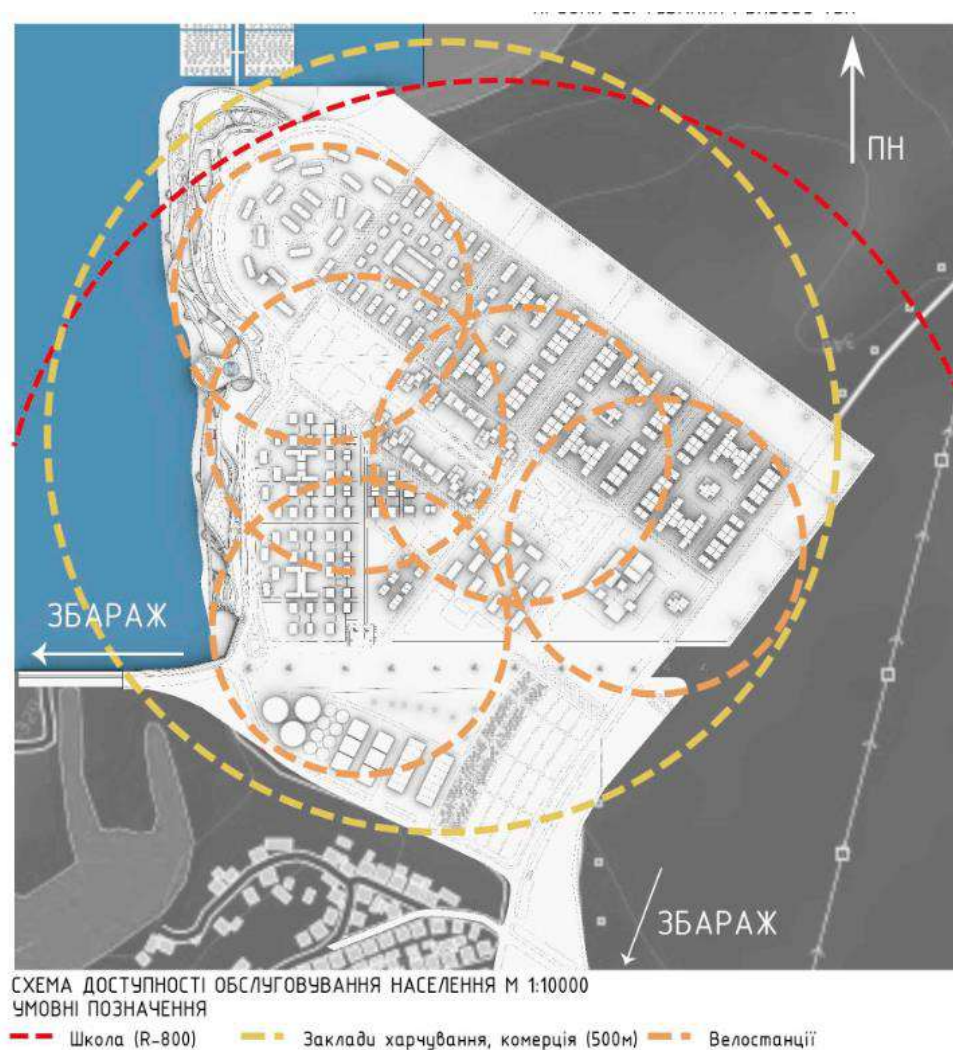 ПН
ЗБАРАЖ
ЗБАРАЖ
СХЕМА ДОСТУПНОСТІ ОБСЛУГОВУВАННЯ НАСЕЛЕННЯ М 1:10000
УМОВНІ ПОЗНАЧЕННЯ
Школа (R-800) Заклади харчування, комерція (500м) Велостанції